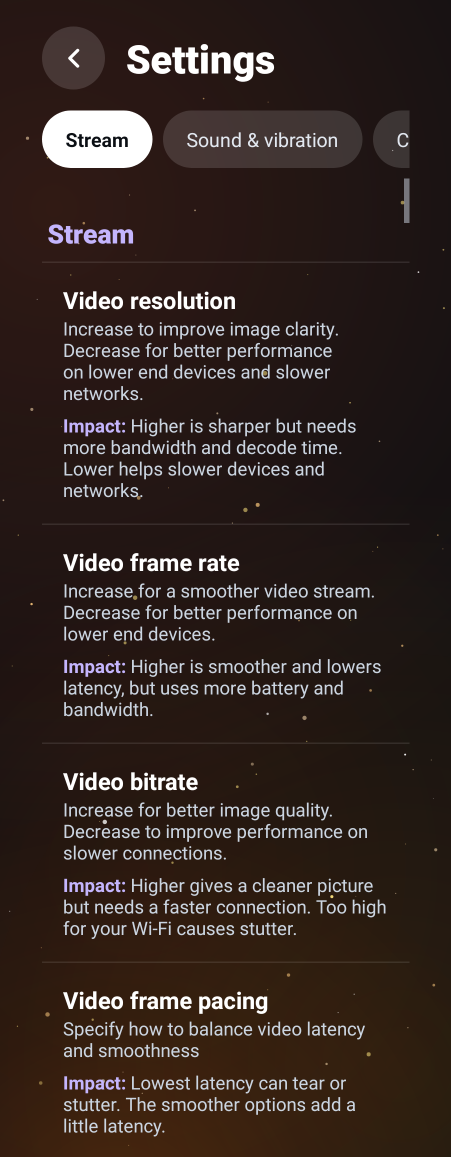 Settings
Stream
Sound & vibration
C
Stream
Video resolution
Increase to improve image clarity.
Decrease for better performance
on lower end devices and slower
networks.
Impact: Higher is sharper but needs
more bandwidth and decode time.
Lower helps slower devices and
networks.
Video frame rate
Increase for a smoother video stream.
Decrease for better performance on
lower end devices.
Impact: Higher is smoother and lowers
latency, but uses more battery and
bandwidth.
Video bitrate
Increase for better image quality.
Decrease to improve performance on
slower connections.
Impact: Higher gives a cleaner picture
but needs a faster connection. Too high
for your Wi-Fi causes stutter.
Video frame pacing
Specify how to balance video latency
and smoothness
Impact: Lowest latency can tear or
stutter. The smoother options add a
little latency.